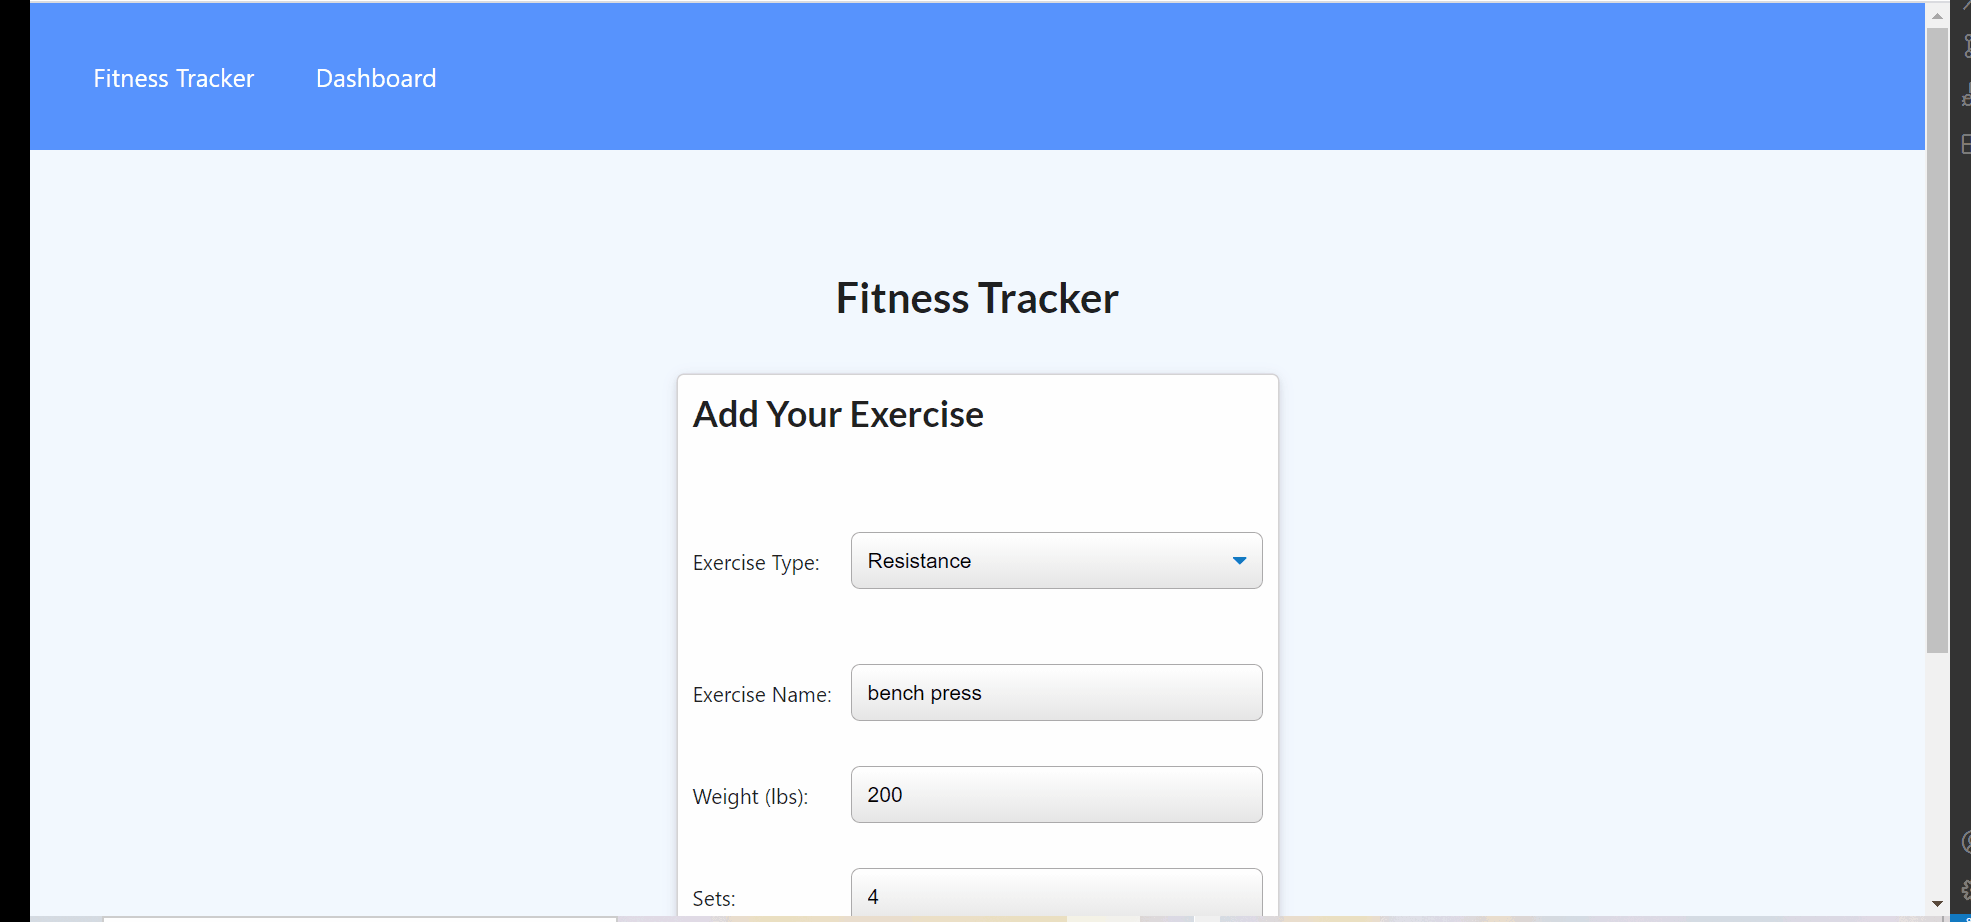 Fitness Tracker Dashboard
Fitness Tracker
Add Your Exercise
Exercise Type: Resistance
Exercise Name: bench press
Weight (lbs): 200
Sets: 4